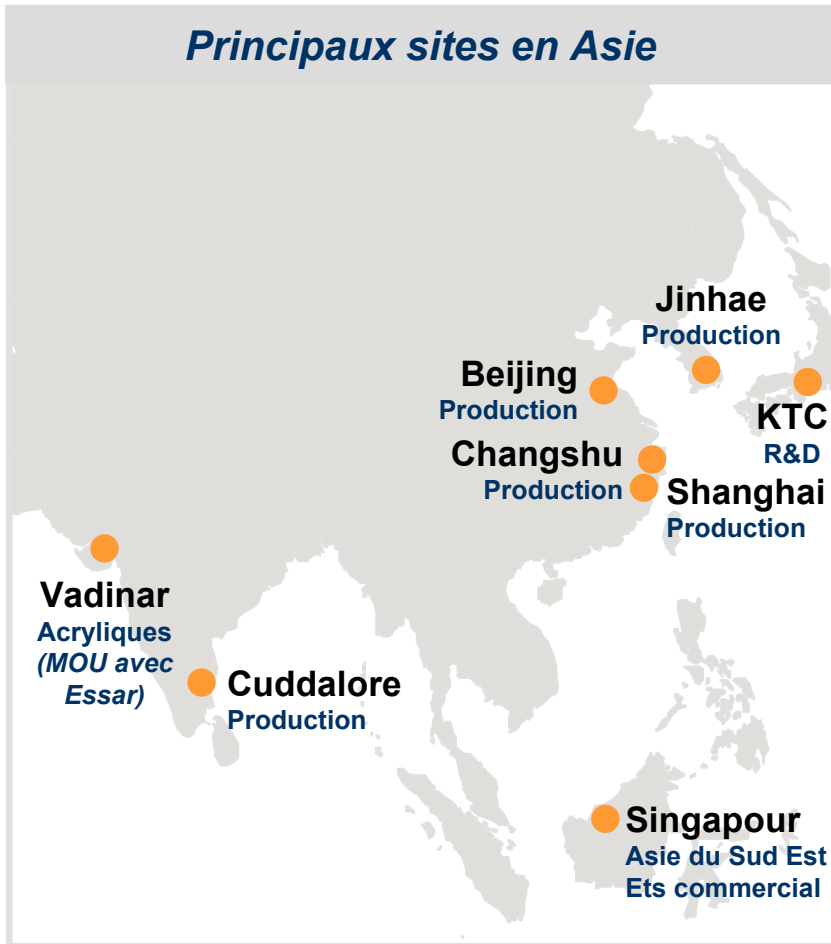 Principaux sites en Asie
Jinhae
Production
Beijing
Production
KTC
R&D
Changshu
Production
Shanghai
Production
Vadinar
Acryliques
(MOU avec
Essar)
Cuddalore
Production
Singapour
Asie du Sud Est
Ets commercial